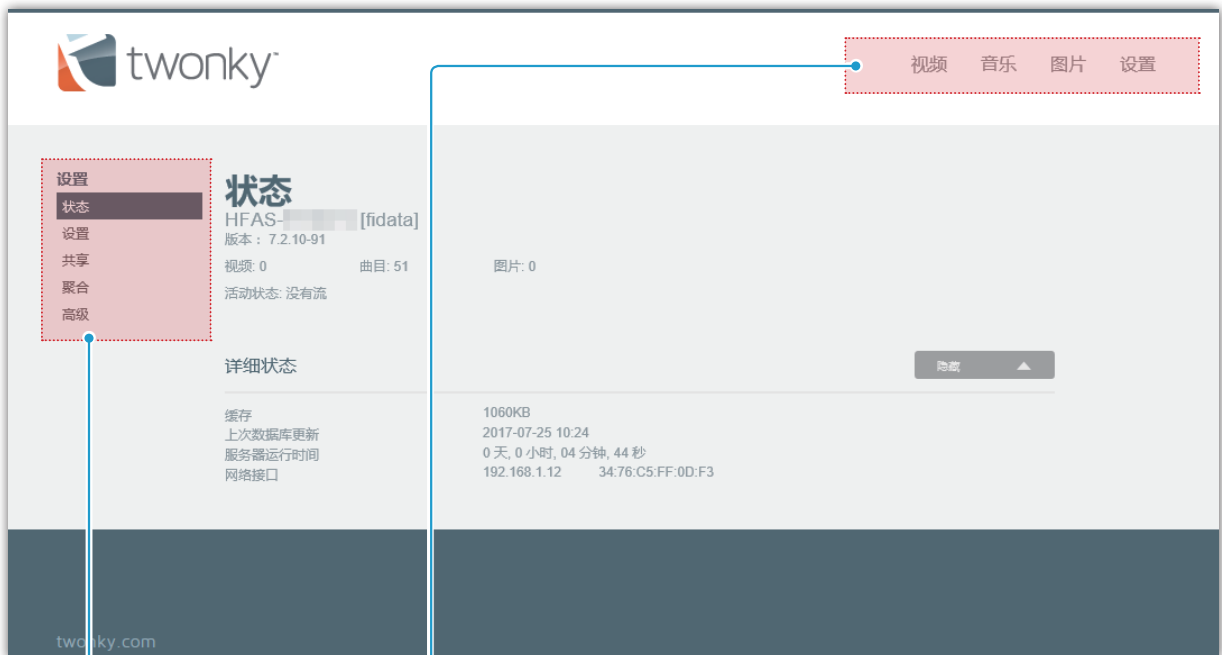 twonky
视频 音乐 图片 设置
设置
状态
设置
共享
聚合
高级
状态
HFAS- [fidata]
版本： 7.2.10-91
视频: 0 曲目: 51 图片: 0
活动状态: 没有流
详细状态 隐藏
缓存 1060KB
上次数据库更新 2017-07-25 10:24
服务器运行时间 0 天, 0 小时, 04 分钟, 44 秒
网络接口 192.168.1.12 34:76:C5:FF:0D:F3
twonky.com